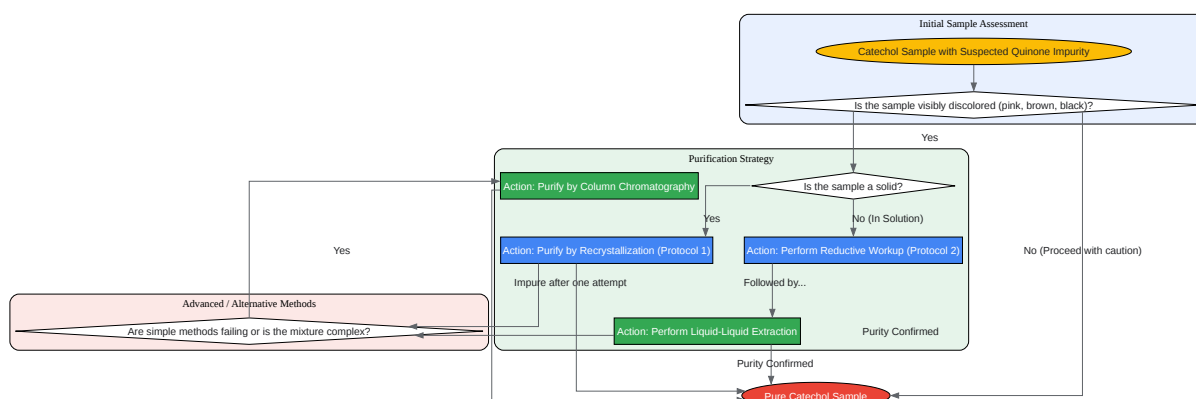 Initial Sample Assessment
Catechol Sample with Suspected Quinone Impurity
Is the sample visibly discolored (pink, brown, black)?
Yes
Purification Strategy
Action: Purify by Column Chromatography
Is the sample a solid?
Yes
No (In Solution)
Action: Purify by Recrystallization (Protocol 1)
Action: Perform Reductive Workup (Protocol 2)
Yes
No (Proceed with caution)
Impure after one attempt
Followed by...
Advanced / Alternative Methods
Are simple methods failing or is the mixture complex?
Action: Perform Liquid-Liquid Extraction
Purity Confirmed
Purity Confirmed
Pure Catechol Sample